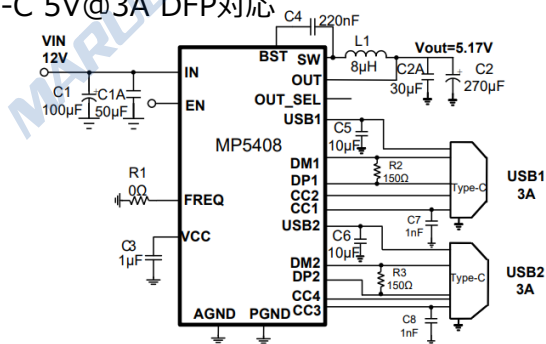 -C 5V@3A DFP対応
C4
220nF
VIN
12V
BST
SW
L1
8µH
Vout=5.17V
IN
OUT
C2A
30µF
C2
270µF
C1
100µF
C1A
50µF
EN
OUT_SEL
USB1
MP5408
C5
10µF
R1
0Ω
DM1
R2
150Ω
DP1
Type-C
USB1
3A
FREQ
CC2
CC1
C7
1nF
USB2
VCC
C3
1µF
C6
10µF
DM2
R3
150Ω
DP2
Type-C
USB2
3A
CC4
CC3
AGND
PGND
C8
1nF